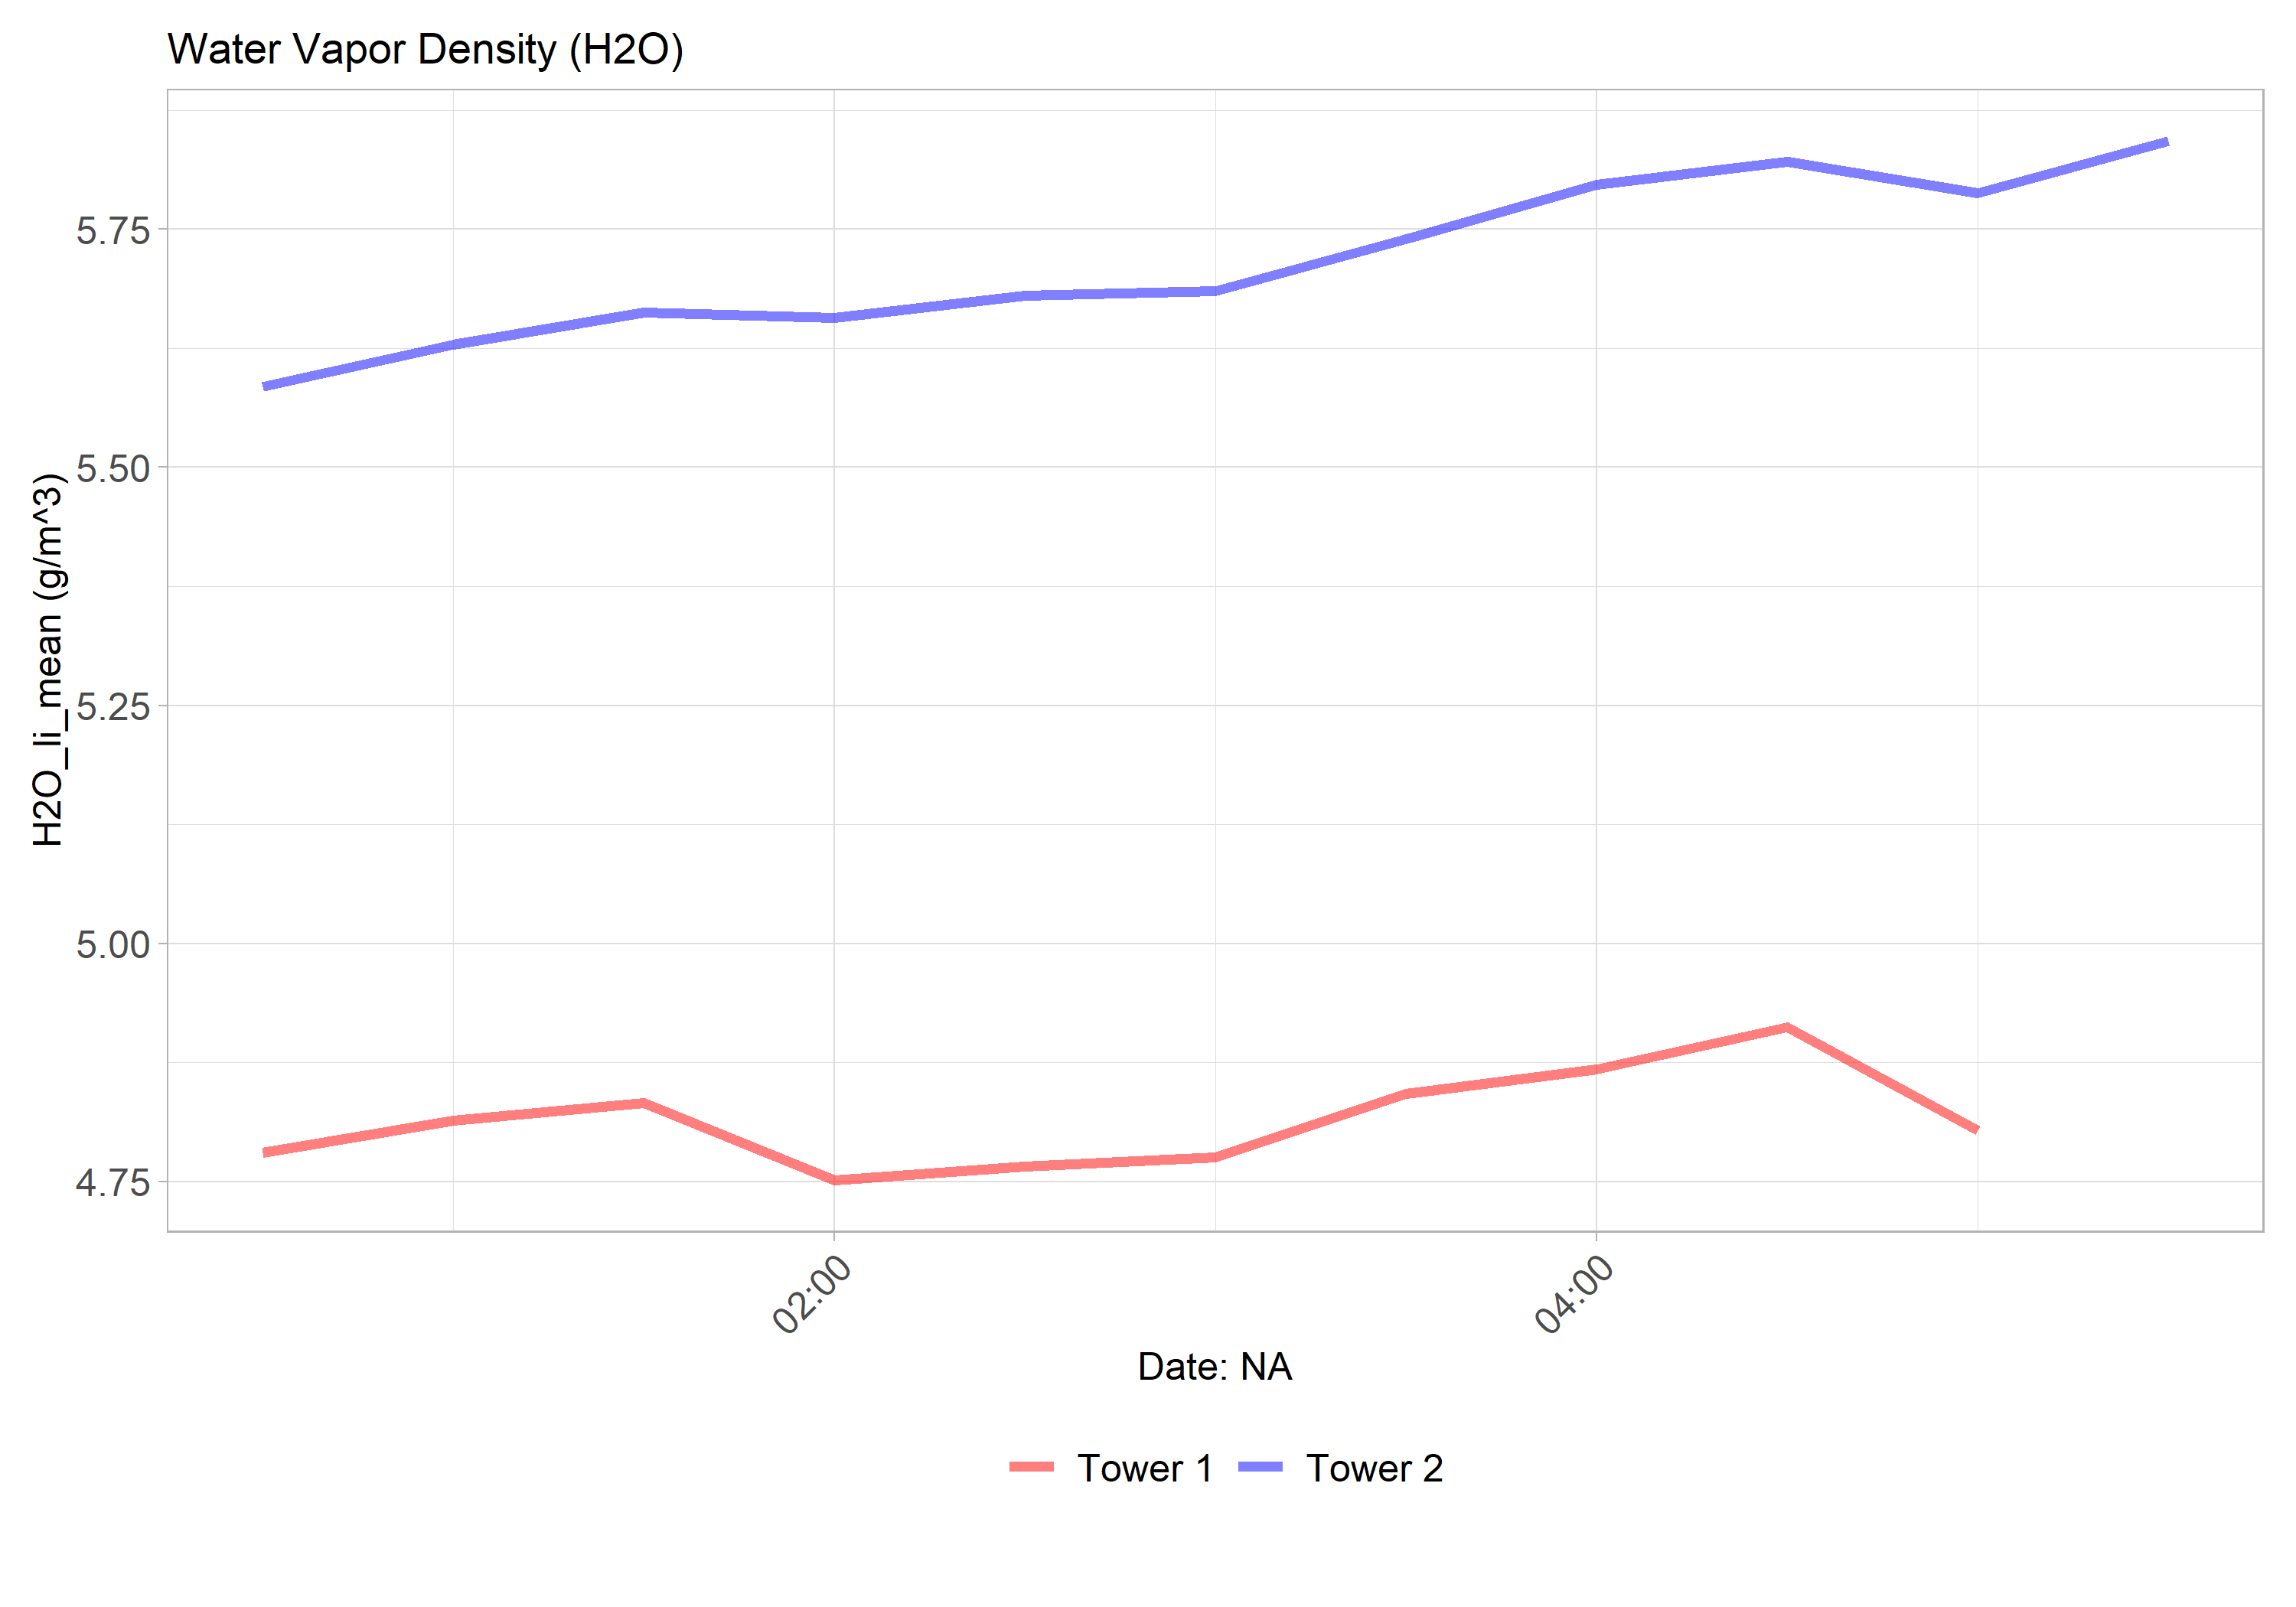 Water Vapor Density (H2O)
H2O_li_mean (g/m^3)
5.75
5.50
5.25
5.00
4.75
02:00
04:00
Date: NA
Tower 1
Tower 2